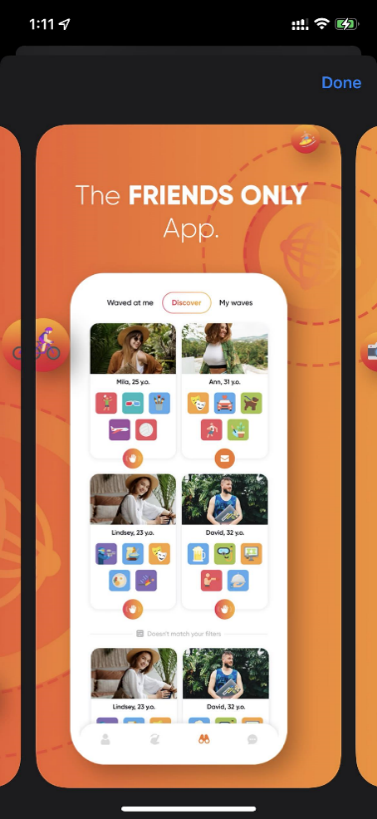 1:11
Done
The FRIENDS ONLY
App.
Waved at me Discover My waves
Mila, 25 y.o. Ann, 31 y.o.
Lindsey, 23 y.o. David, 32 y.o.
Doesn't match your filters
Lindsey, 23 y.o. David, 32 y.o.